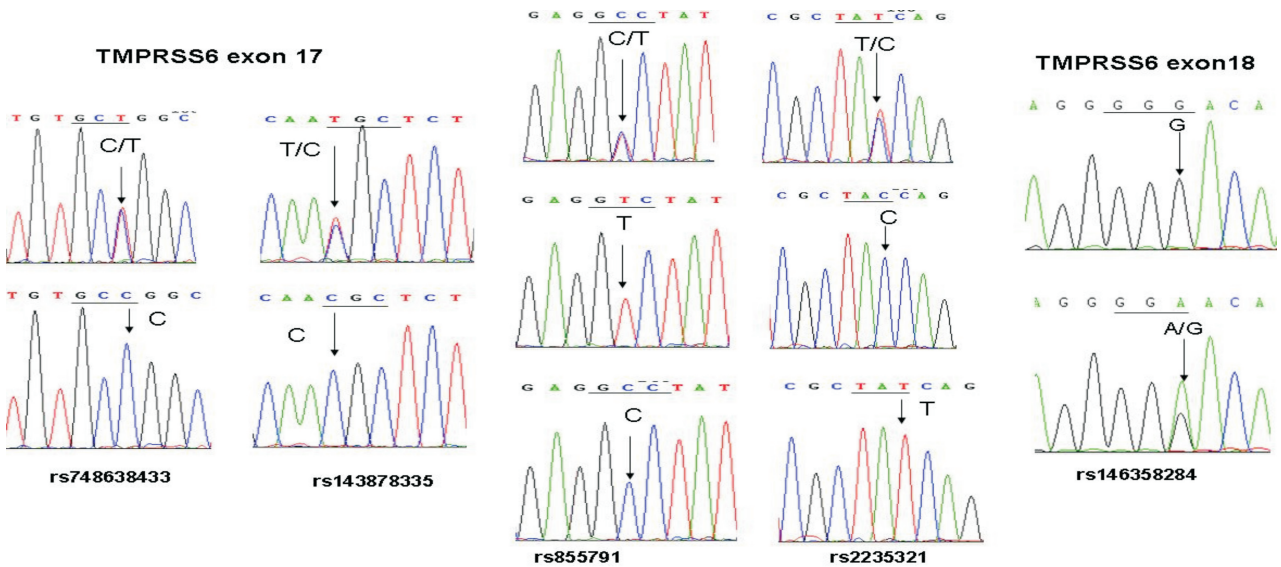 TMPRSS6 exon 17
T G T G C T G G C
C/T
C A A T G C T C T
T/C
T G T G C C G G C
C
C A A C G C T C T
C
rs748638433
rs143878335
G A G G C C T A T
C/T
C G C T A T C A G
T/C
G A G G T C T A T
T
C G C T A C C A G
C
G A G G C C T A T
C
C G C T A T C A G
T
rs855791
rs2235321
TMPRSS6 exon18
A G G G G G A C A
G
A G G G G A A C A
A/G
rs146358284